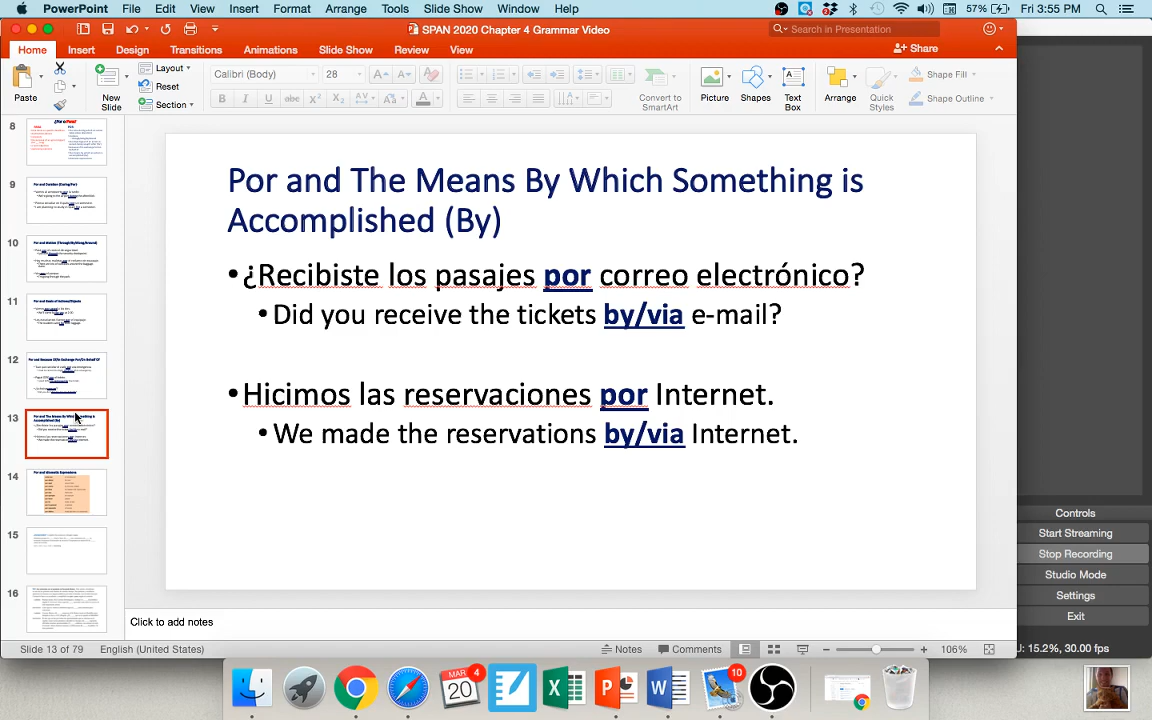 PowerPoint File Edit View Insert Format Arrange Tools Slide Show Window Help 57% Fri 3:55 PM
SPAN 2020 Chapter 4 Grammar Video
Search in Presentation
Home Insert Design Transitions Animations Slide Show Review View
Share
Paste
New Slide
Layout
Reset
Section
Calibri (Body) 28
Convert to SmartArt
Picture
Shapes
Text Box
Arrange
Quick Styles
Shape Fill
Shape Outline
8
9
10
11
12
13
14
15
16
Por and The Means By Which Something is
Accomplished (By)
•¿Recibiste los pasajes por correo electrónico?
•Did you receive the tickets by/via e-mail?
•Hicimos las reservaciones por Internet.
•We made the reservations by/via Internet.
Click to add notes
Slide 13 of 79 English (United States) Notes Comments 106%
Controls
Start Streaming
Stop Recording
Studio Mode
Settings
Exit
U: 15.2%, 30.00 fps
MAR
20
4
10